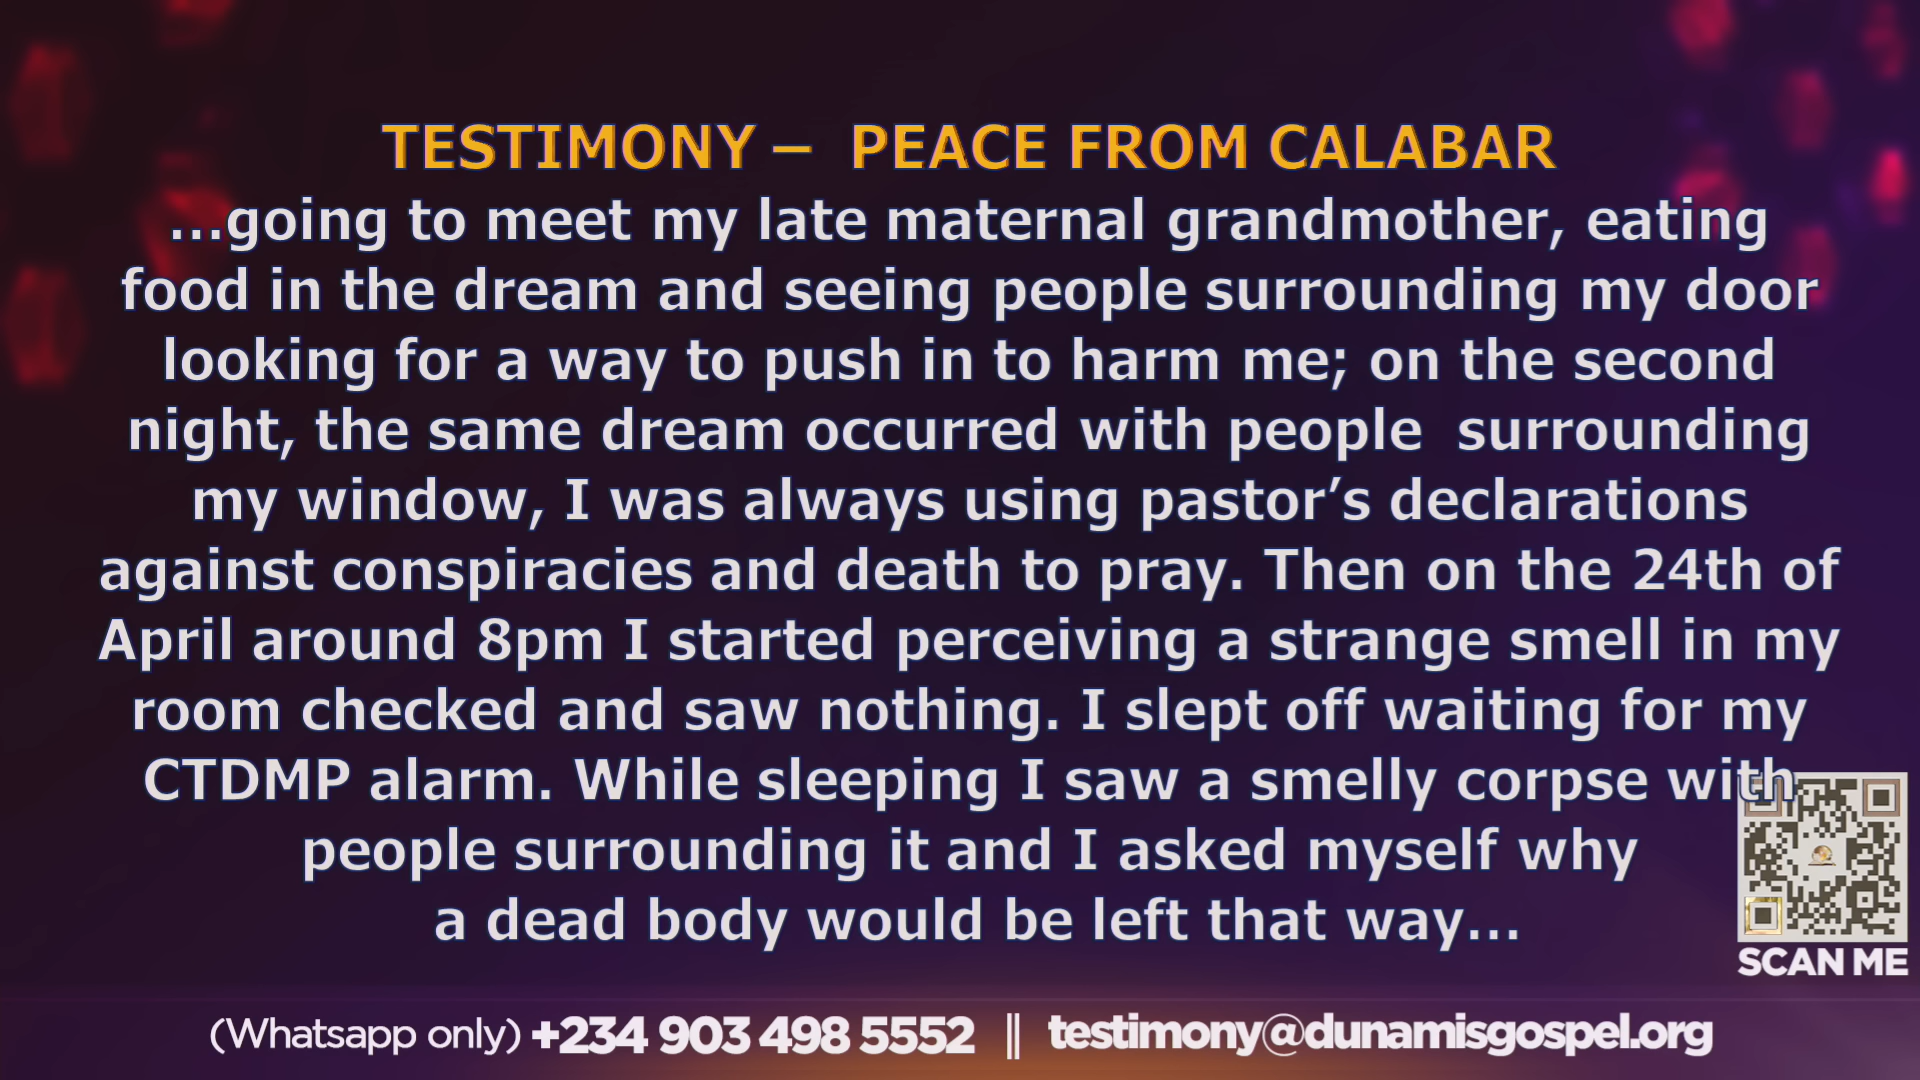 TESTIMONY –  PEACE FROM CALABAR
...going to meet my late maternal grandmother, eating
food in the dream and seeing people surrounding my door
looking for a way to push in to harm me; on the second
night, the same dream occurred with people  surrounding
my window, I was always using pastor’s declarations
against conspiracies and death to pray. Then on the 24th of
April around 8pm I started perceiving a strange smell in my
room checked and saw nothing. I slept off waiting for my
CTDMP alarm. While sleeping I saw a smelly corpse with
people surrounding it and I asked myself why
a dead body would be left that way...
SCAN ME
(Whatsapp only) +234 903 498 5552 || testimony@dunamisgospel.org